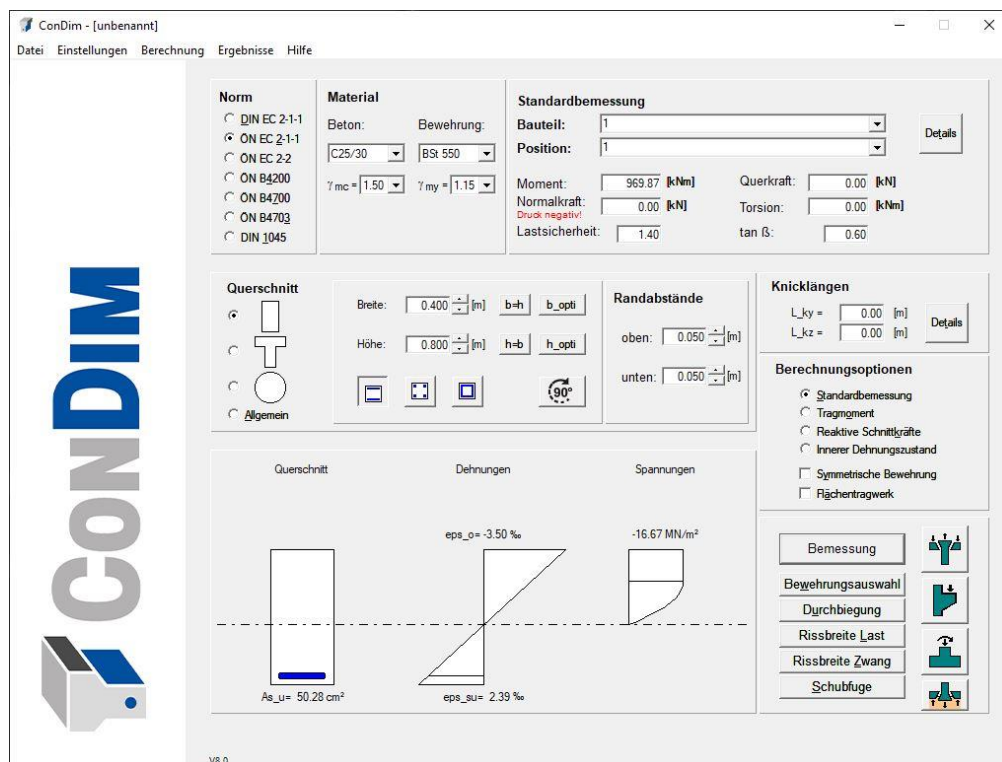 ConDim - [unbenannt]
Datei Einstellungen Berechnung Ergebnisse Hilfe
CONDIM
Norm
DIN EC 2-1-1
ÖN EC 2-1-1
ÖN EC 2-2
ÖN B4200
ÖN B4700
ÖN B4703
DIN 1045
Material
Beton: Bewehrung:
C25/30 BSt 550
γ mc = 1.50 γ my = 1.15
Standardbemessung
Bauteil: 1
Position: 1
Details
Moment: 969.87 [kNm] Querkraft: 0.00 [kN]
Normalkraft: 0.00 [kN] Torsion: 0.00 [kNm]
Druck negativ!
Lastsicherheit: 1.40 tan ß: 0.60
Querschnitt
Allgemein
Breite: 0.400 [m] b=h b_opti
Höhe: 0.800 [m] h=b h_opti
90°
Randabstände
oben: 0.050 [m]
unten: 0.050 [m]
Knicklängen
L_ky = 0.00 [m]
L_kz = 0.00 [m]
Details
Berechnungsoptionen
Standardbemessung
Tragmoment
Reaktive Schnittkräfte
Innerer Dehnungszustand
Symmetrische Bewehrung
Flächentragwerk
Querschnitt Dehnungen Spannungen
eps_o= -3.50 ‰ -16.67 MN/m²
As_u= 50.28 cm² eps_su= 2.39 ‰
Bemessung
Bewehrungsauswahl
Durchbiegung
Rissbreite Last
Rissbreite Zwang
Schubfuge
V8.0